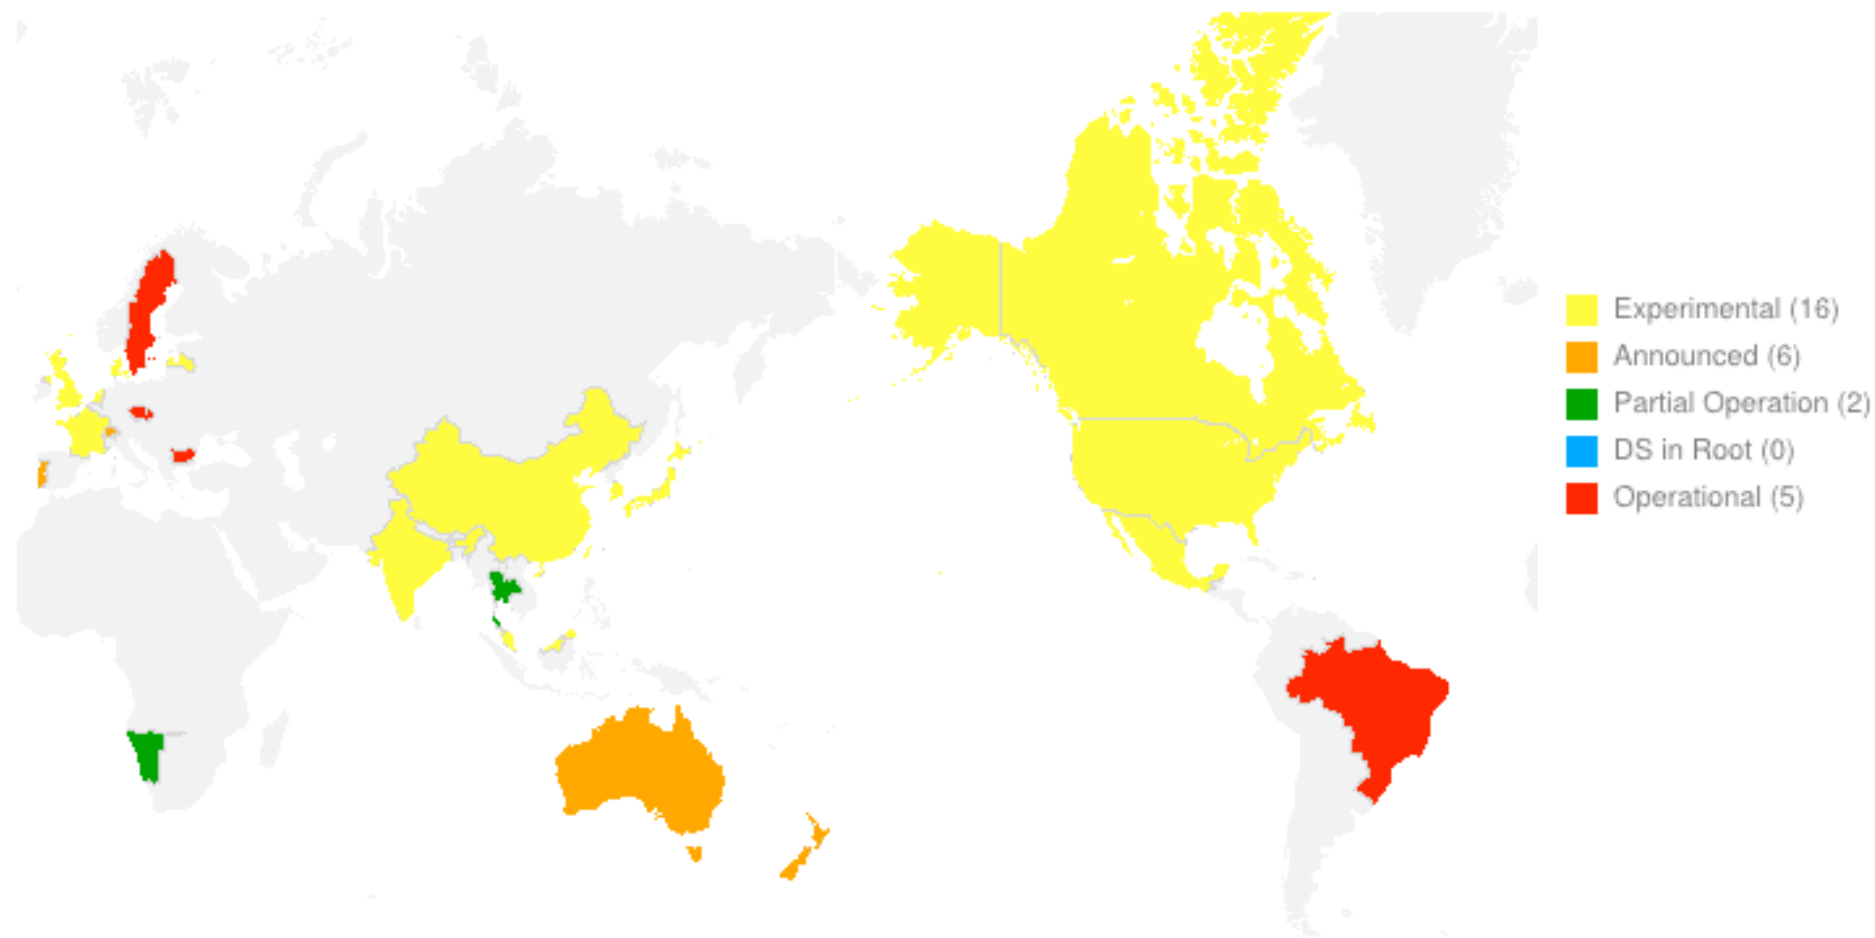 Experimental (16)
Announced (6)
Partial Operation (2)
DS in Root (0)
Operational (5)